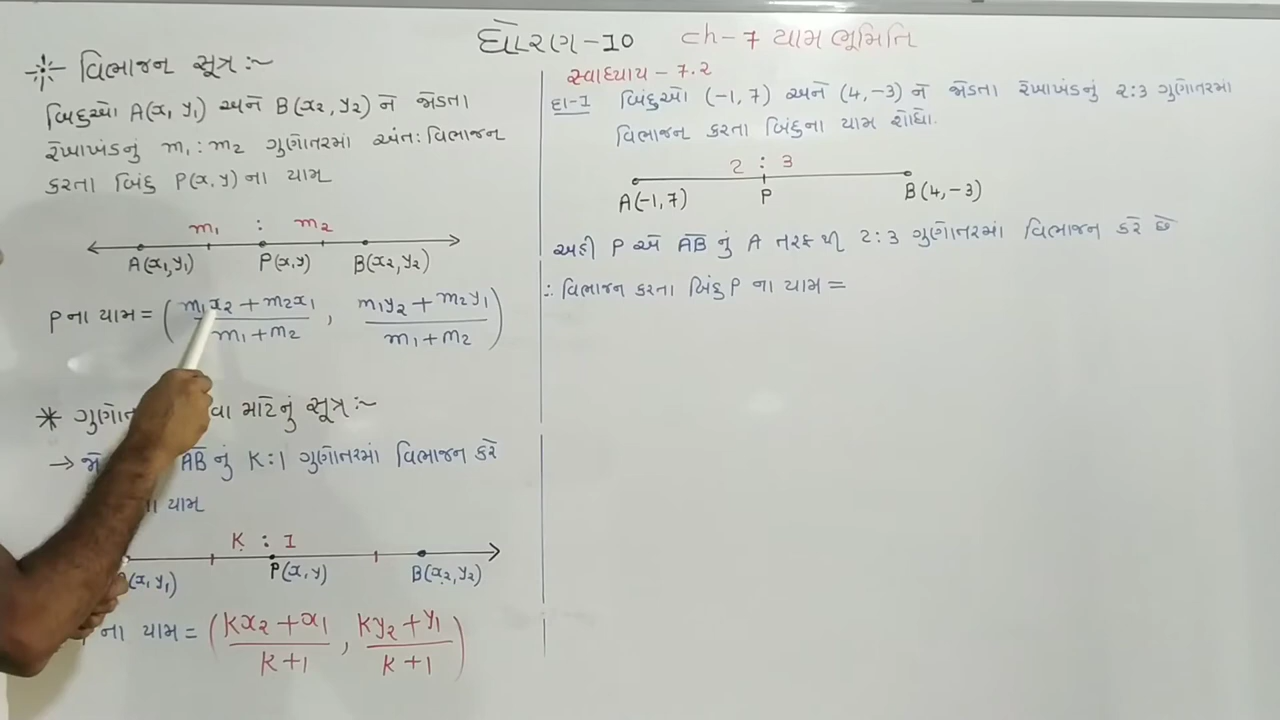 ધોરણ-10 ch-7 યામ ભૂમિતિ
-※- વિભાજન સૂત્ર:~
બિંદુઓ A(x₁ y₁) અને B(x₂, y₂) ને જોડતા
રેખાખંડનું m₁ : m₂ ગુણોતરમાં અંત: વિભાજન
કરતા બિંદુ P(x, y) ના યામ
m₁ : m₂
A(x₁, y₁) P(x, y) B(x₂, y₂)
P ના યામ = ( m₁x₂ + m₂x₁ / m₁ + m₂ , m₁y₂ + m₂y₁ / m₁ + m₂ )
* માટેનું સૂત્ર:~
→ AB નું K:1 ગુણોતરમાં વિભાજન કરે
યામ
K : 1
(x, y₁) P(x, y) B(x₂, y₂)
ના યામ = ( Kx₂ + x₁ / K+1 , Ky₂ + y₁ / K+1 )
સ્વાધ્યાય - 7.2
દા-1 બિંદુઓ (-1, 7) અને (4, -3) ને જોડતા રેખાખંડનું 2:3 ગુણોતરમાં
વિભાજન કરતા બિંદુના યામ શોધો.
2 : 3
A(-1, 7) P B(4, -3)
અહી P એ AB નું A તરફથી 2:3 ગુણોતરમાં વિભાજન કરે છે
∴ વિભાજન કરતા બિંદુ P ના યામ =